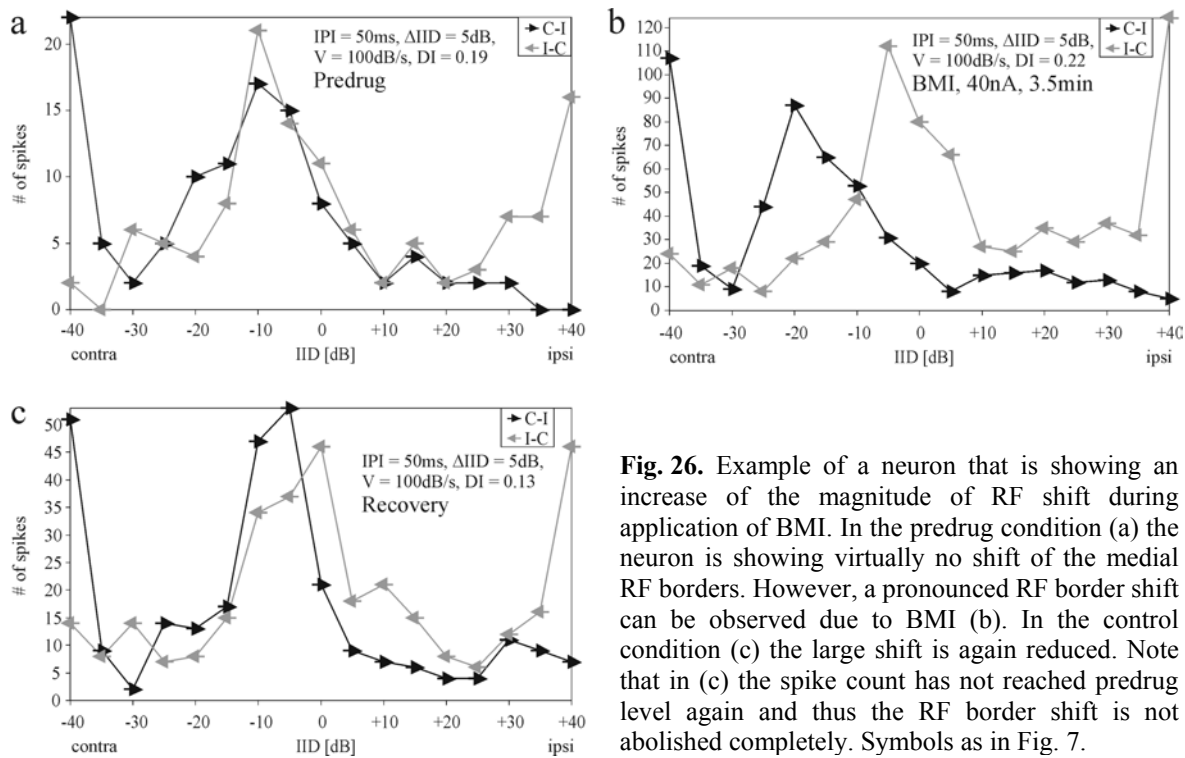 a
C-I
I-C
IPI = 50ms, ΔIID = 5dB,
V = 100dB/s, DI = 0.19
Predrug
# of spikes
20
15
10
5
0
-40 -30 -20 -10 0 +10 +20 +30 +40
contra IID [dB] ipsi
b
C-I
I-C
IPI = 50ms, ΔIID = 5dB,
V = 100dB/s, DI = 0.22
BMI, 40nA, 3.5min
# of spikes
120
110
100
90
80
70
60
50
40
30
20
10
0
-40 -30 -20 -10 0 +10 +20 +30 +40
contra IID [dB] ipsi
c
C-I
I-C
IPI = 50ms, ΔIID = 5dB,
V = 100dB/s, DI = 0.13
Recovery
# of spikes
50
45
40
35
30
25
20
15
10
5
0
-40 -30 -20 -10 0 +10 +20 +30 +40
contra IID [dB] ipsi
Fig. 26. Example of a neuron that is showing an
increase of the magnitude of RF shift during
application of BMI. In the predrug condition (a) the
neuron is showing virtually no shift of the medial
RF borders. However, a pronounced RF border shift
can be observed due to BMI (b). In the control
condition (c) the large shift is again reduced. Note
that in (c) the spike count has not reached predrug
level again and thus the RF border shift is not
abolished completely. Symbols as in Fig. 7.